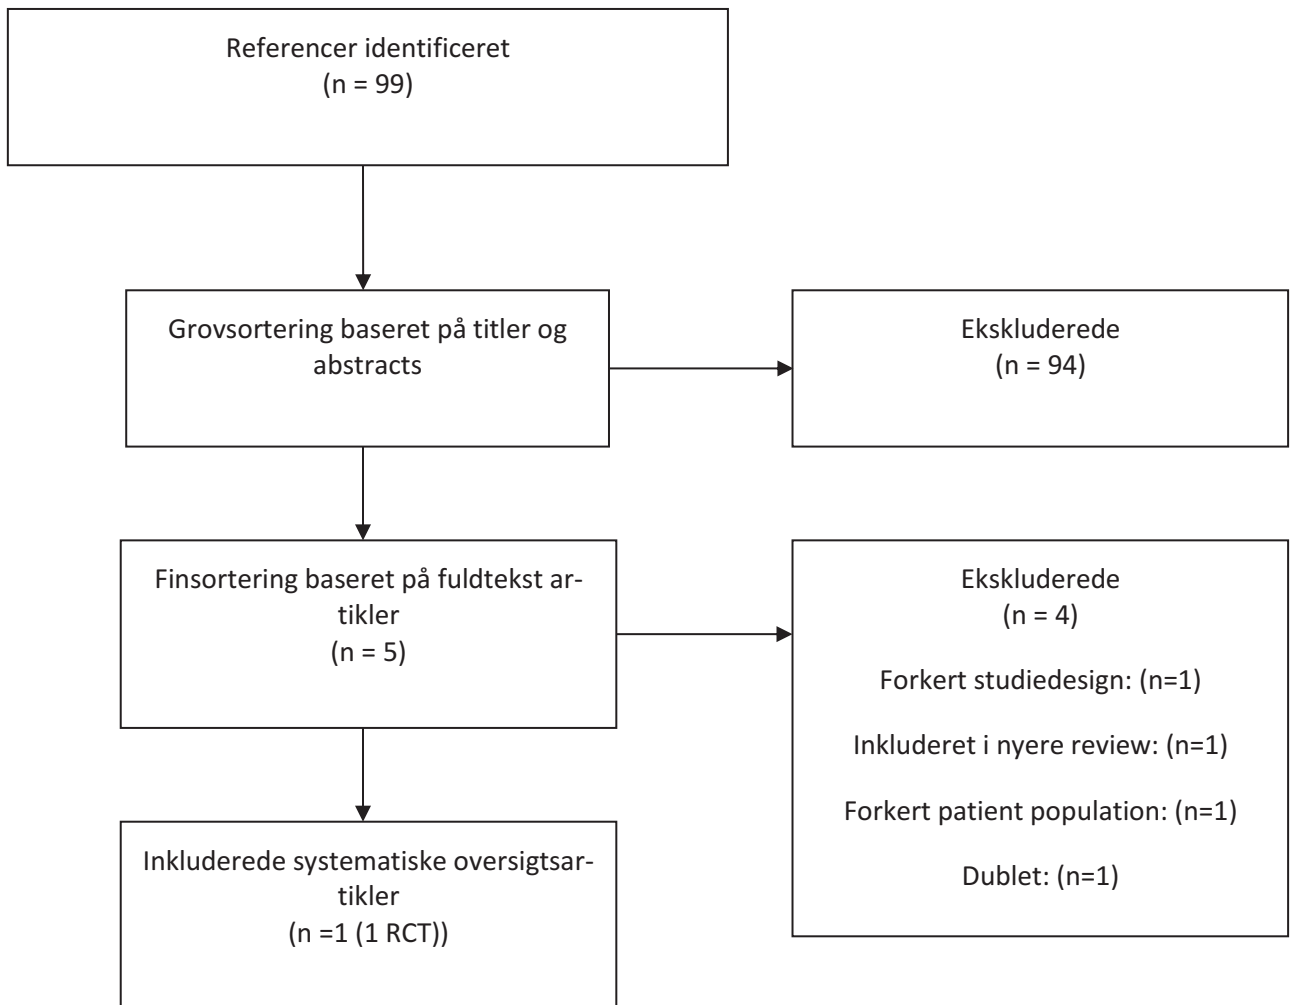 Referencer identificeret
(n = 99)
Grovsortering baseret på titler og
abstracts
Ekskluderede
(n = 94)
Finsortering baseret på fuldtekst ar-
tikler
(n = 5)
Ekskluderede
(n = 4)
Forkert studiedesign: (n=1)
Inkluderet i nyere review: (n=1)
Forkert patient population: (n=1)
Dublet: (n=1)
Inkluderede systematiske oversigtsar-
tikler
(n =1 (1 RCT))